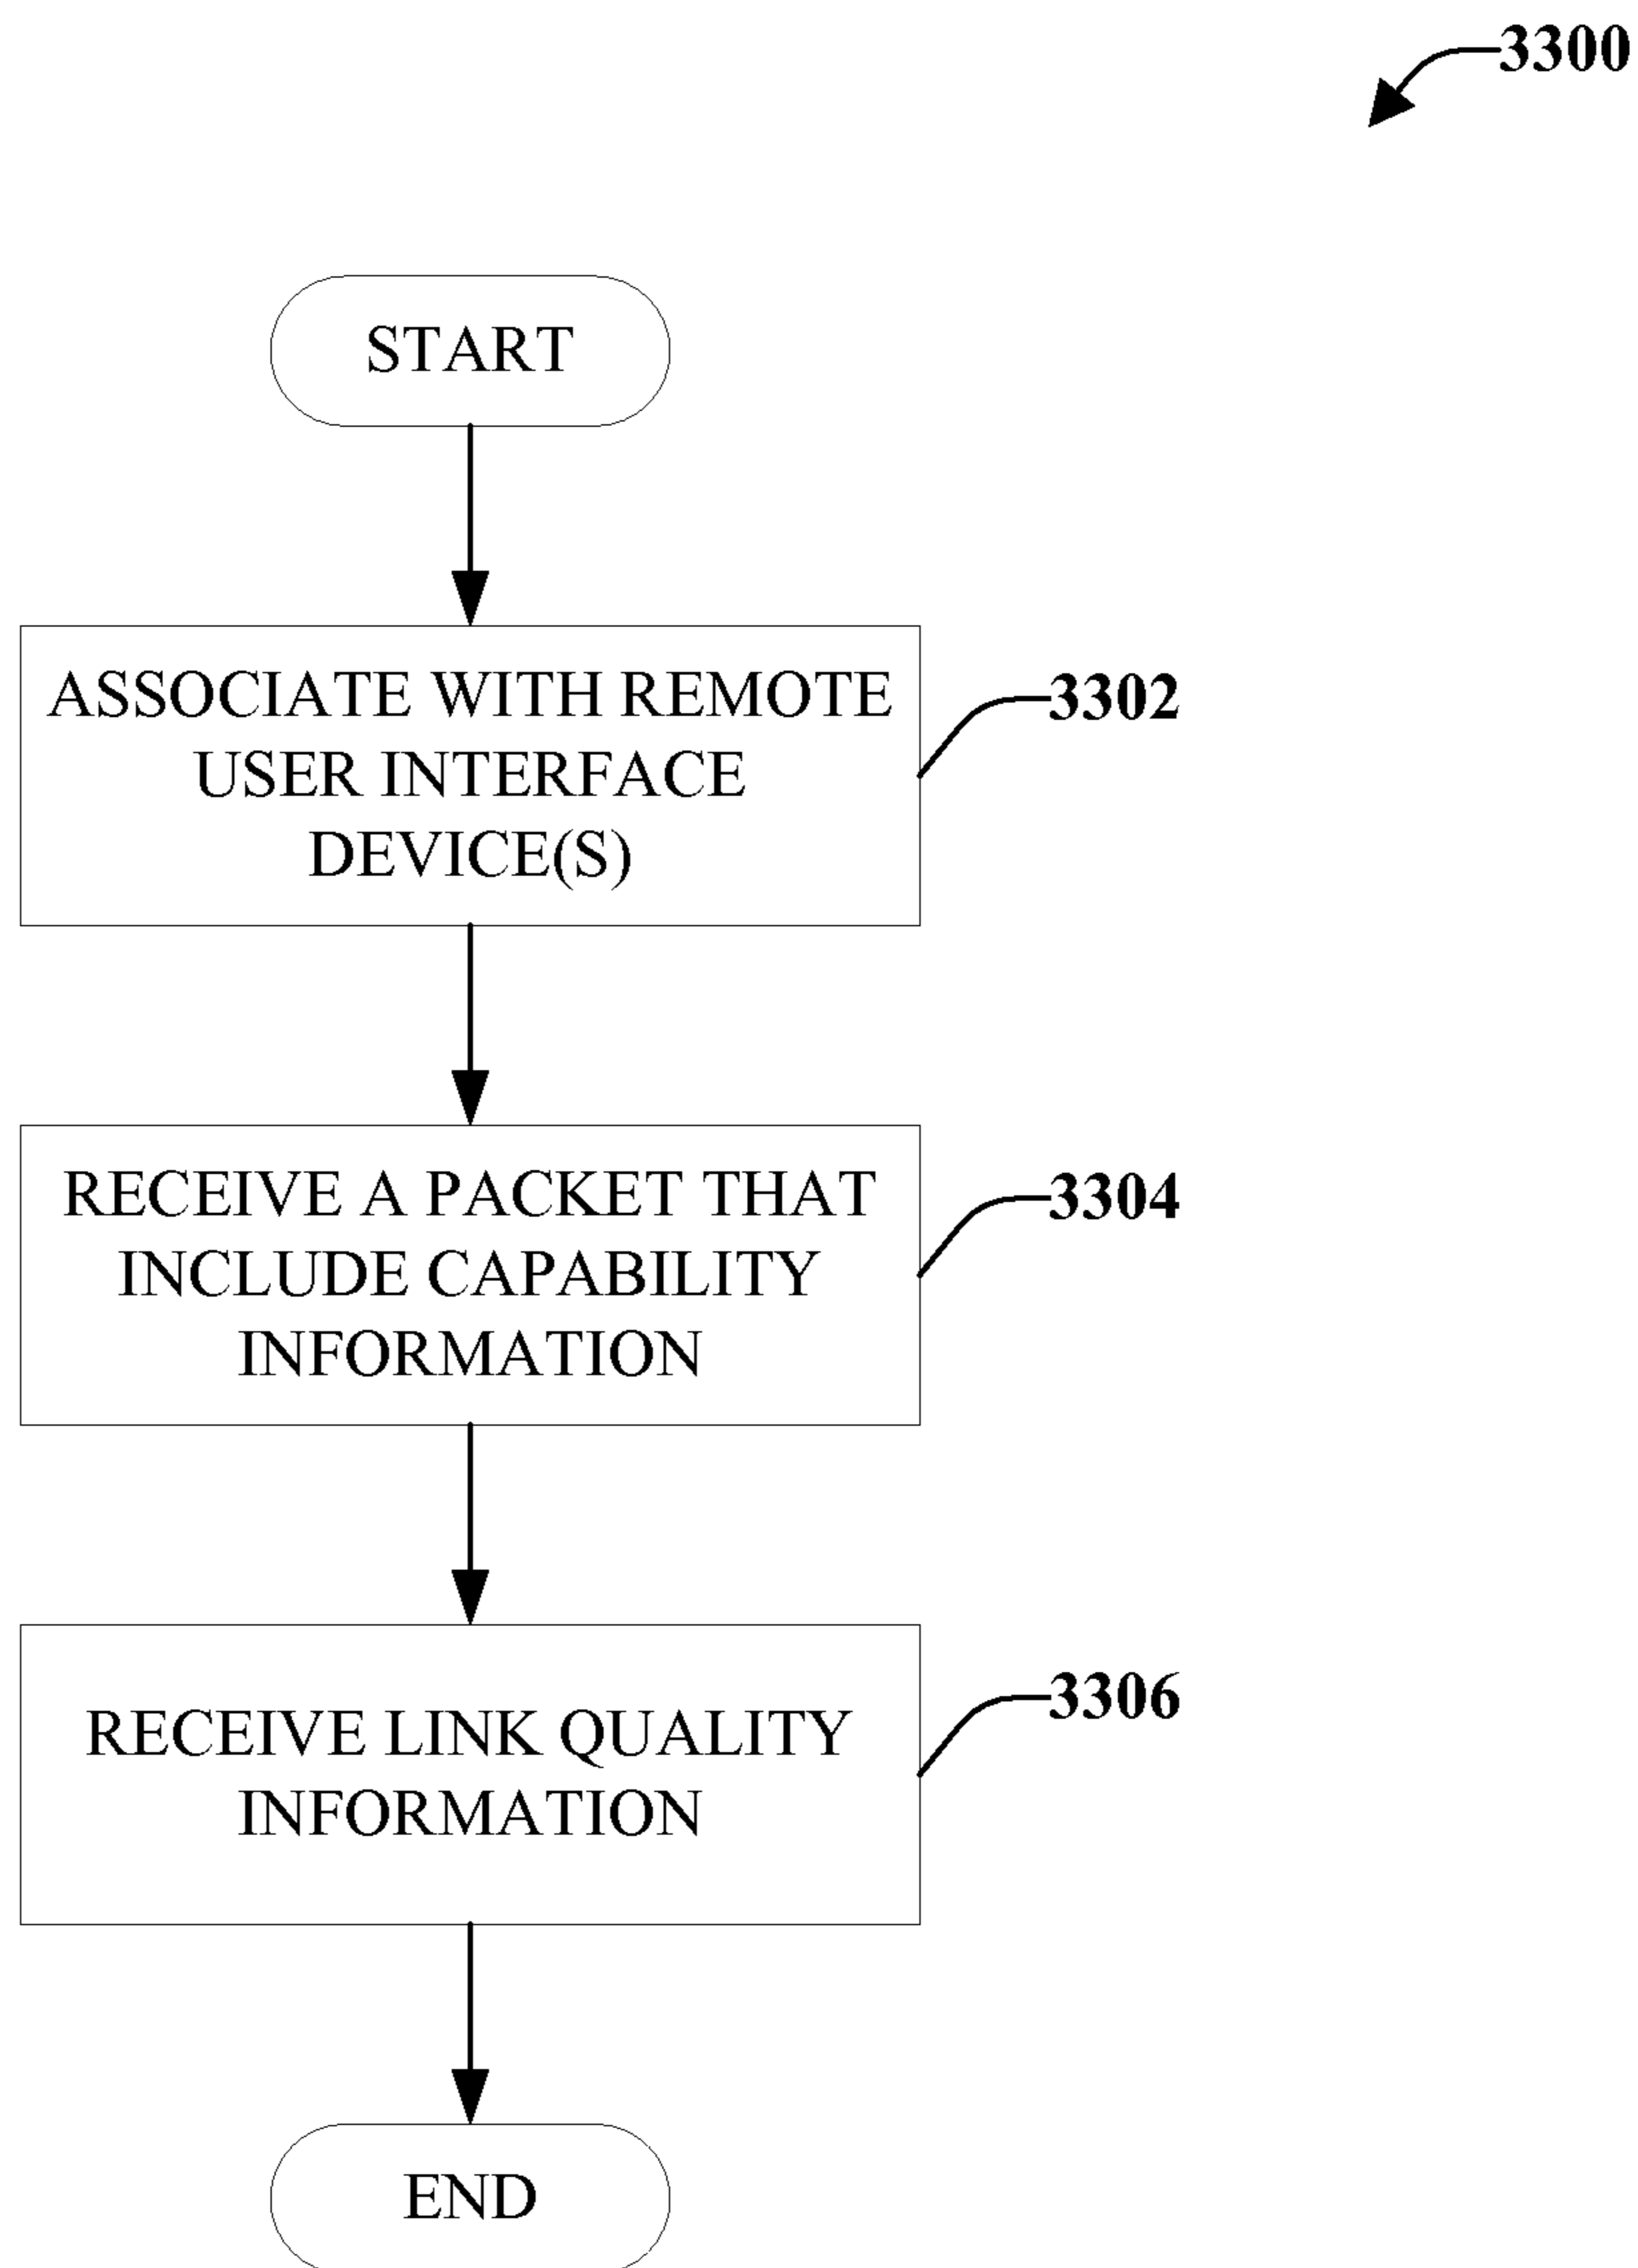 3300
START
ASSOCIATE WITH REMOTE
USER INTERFACE
DEVICE(S)
3302
RECEIVE A PACKET THAT
INCLUDE CAPABILITY
INFORMATION
3304
RECEIVE LINK QUALITY
INFORMATION
3306
END